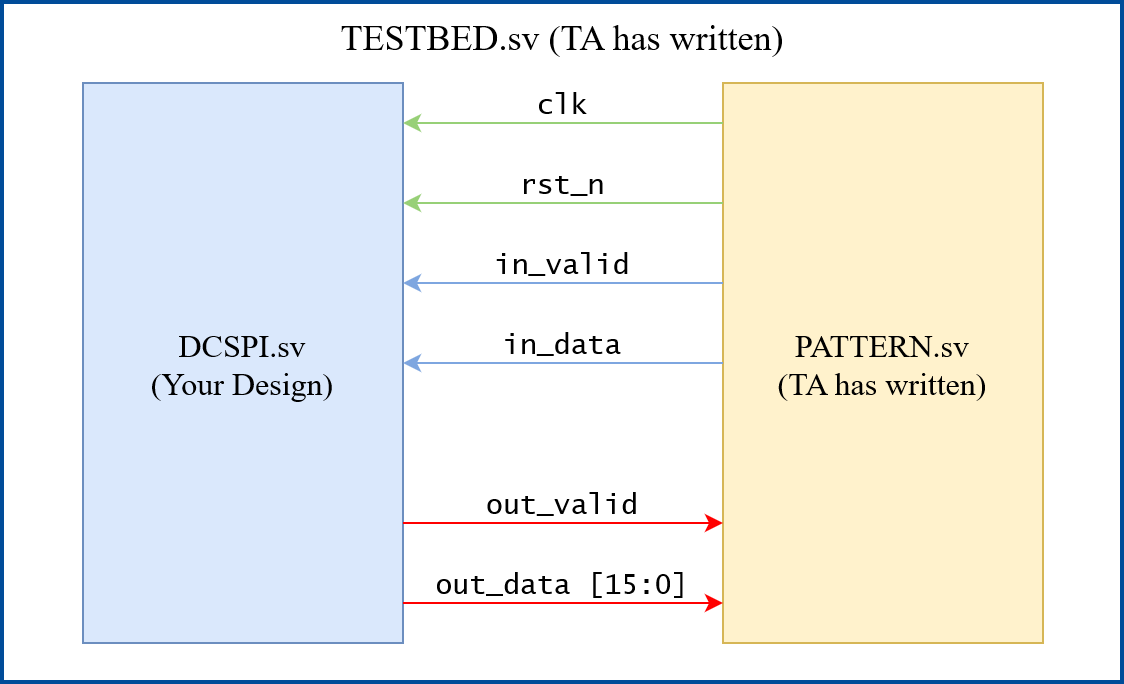 TESTBED.sv (TA has written)
clk
rst_n
in_valid
in_data
DCSPI.sv
(Your Design)
PATTERN.sv
(TA has written)
out_valid
out_data [15:0]